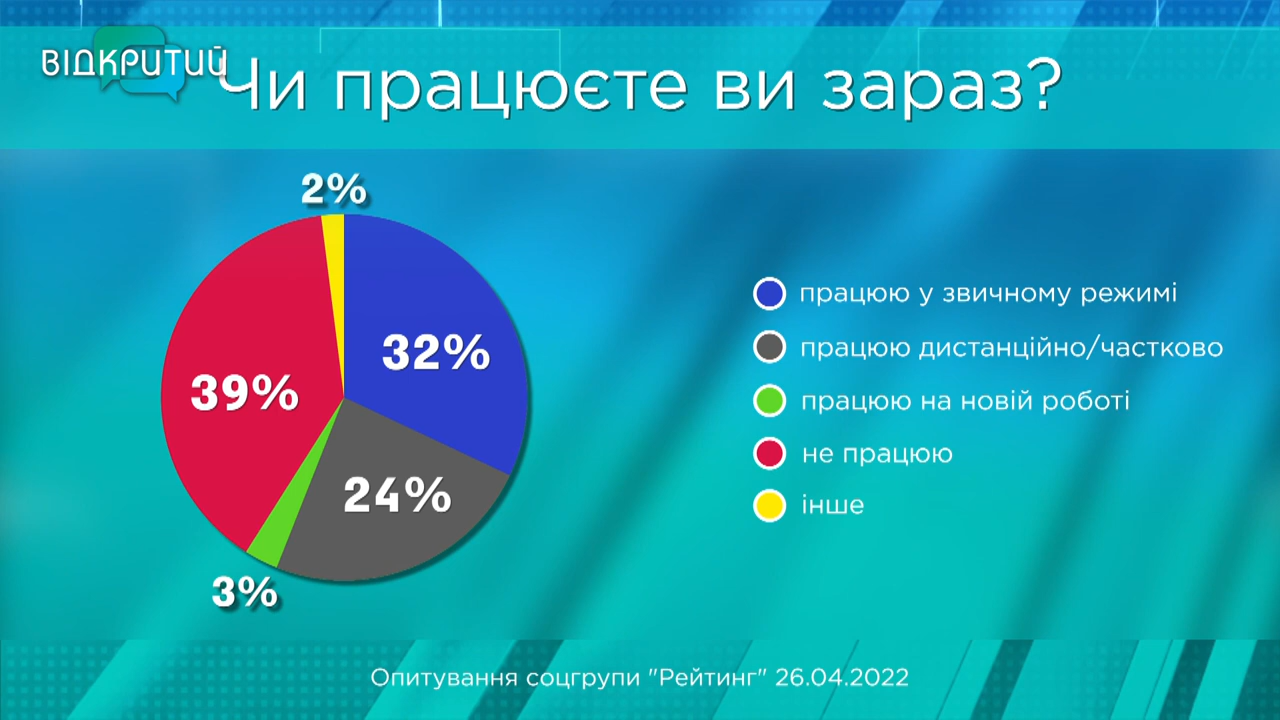 ВІДКРИТИЙ
Чи працюєте ви зараз?
2%
32%
39%
24%
3%
працюю у звичному режимі
працюю дистанційно/частково
працюю на новій роботі
не працюю
інше
Опитування соцгрупи "Рейтинг" 26.04.2022